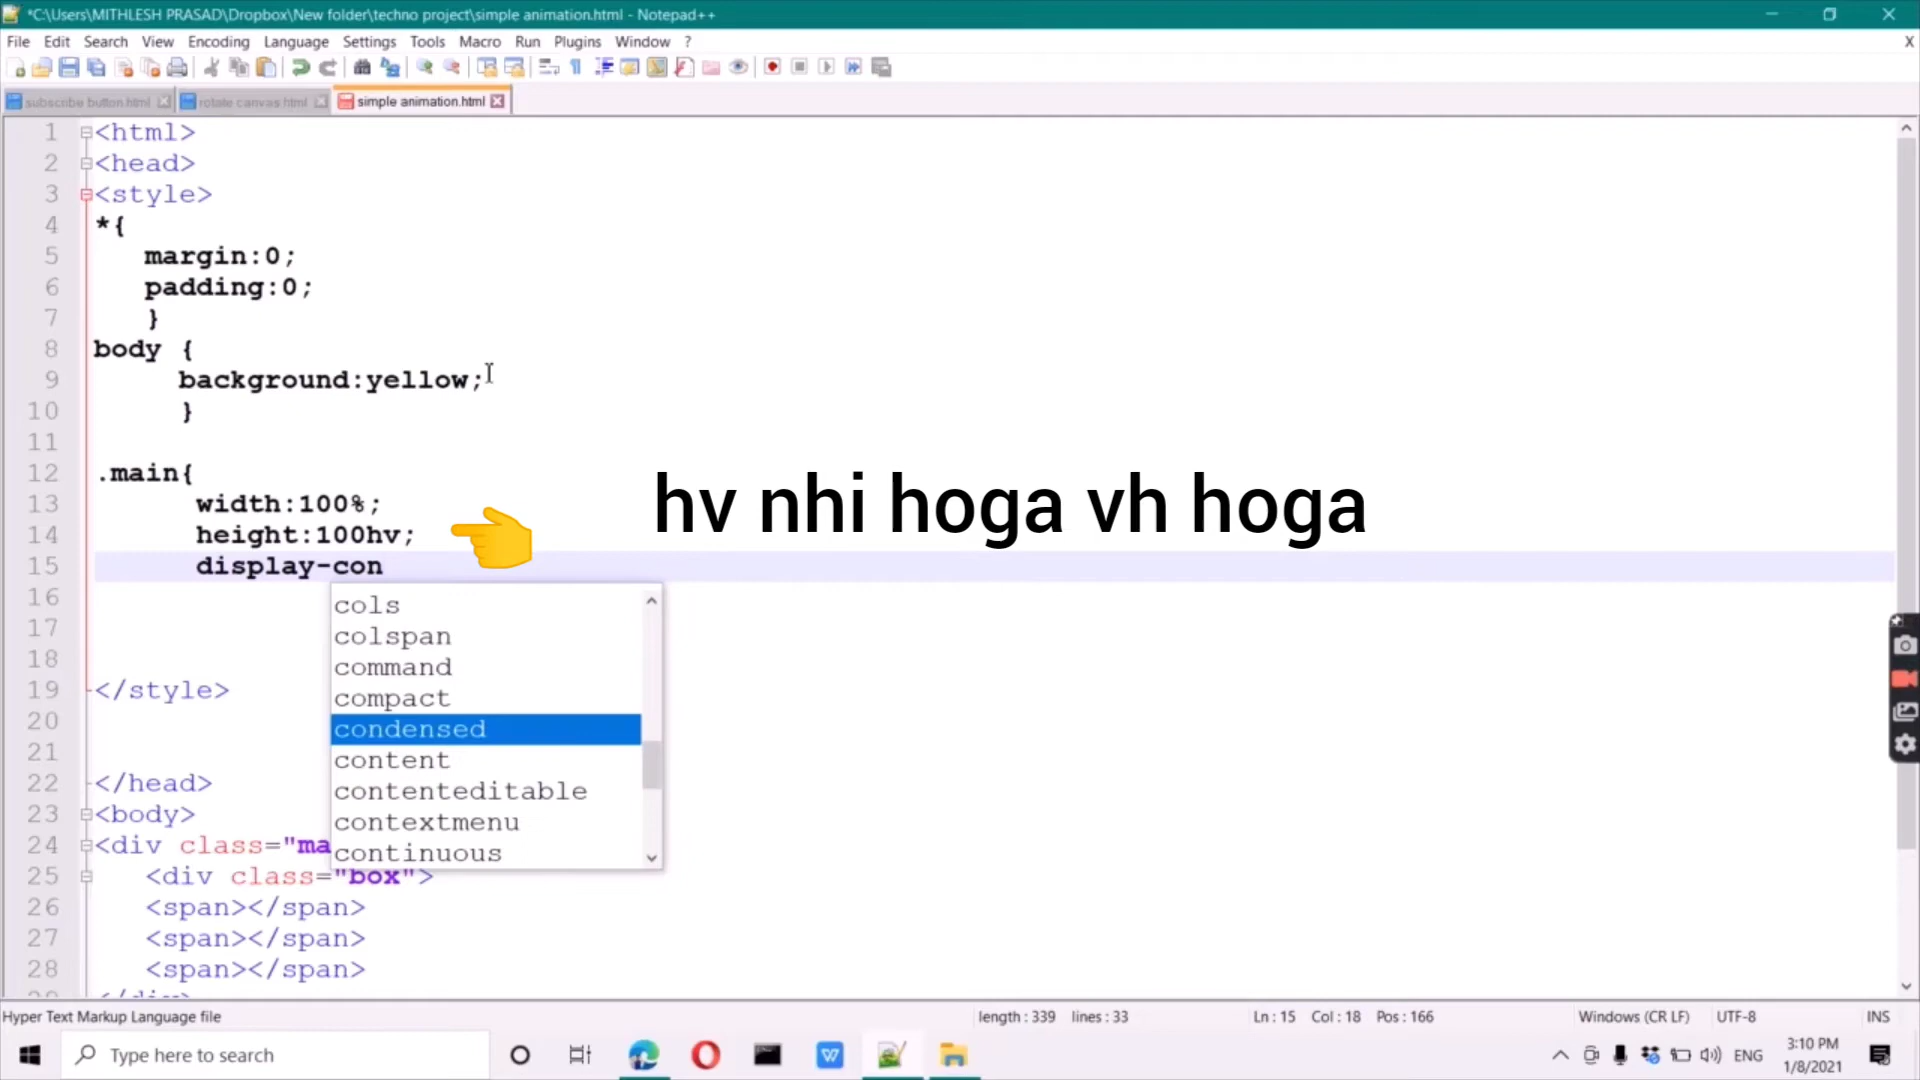 *C:\Users\MITHLESH PRASAD\Dropbox\New folder\techno project\simple animation.html - Notepad++
File Edit Search View Encoding Language Settings Tools Macro Run Plugins Window ? X
subscribe button.html rotate canvas.html simple animation.html
1 <html>
2 <head>
3 <style>
4 *{
5 margin:0;
6 padding:0;
7 }
8 body {
9 background:yellow;
10 }
11
12 .main{
13 width:100%;
14 height:100hv;
hv nhi hoga vh hoga
15 display-con
16
17
18
19 </style>
20
21
22 </head>
23 <body>
24 <div class="ma
25 <div class="box">
26 <span></span>
27 <span></span>
28 <span></span>
cols
colspan
command
compact
condensed
content
contenteditable
contextmenu
continuous
Hyper Text Markup Language file length : 339 lines : 33 Ln : 15 Col : 18 Pos : 166 Windows (CR LF) UTF-8 INS
Type here to search ENG 3:10 PM
1/8/2021